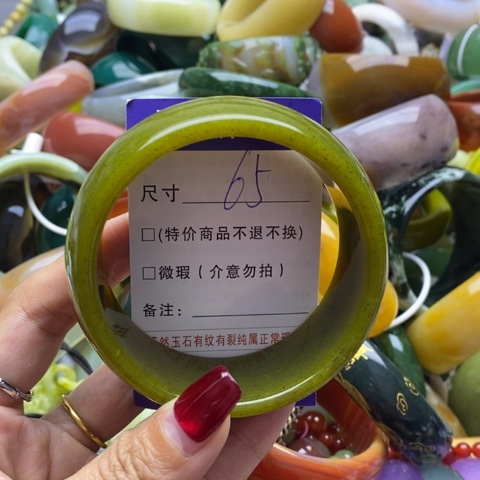 尺寸 65
□(特价商品不退不换)
□微瑕(介意勿拍)
备注:
然玉石有纹有裂纯属正常